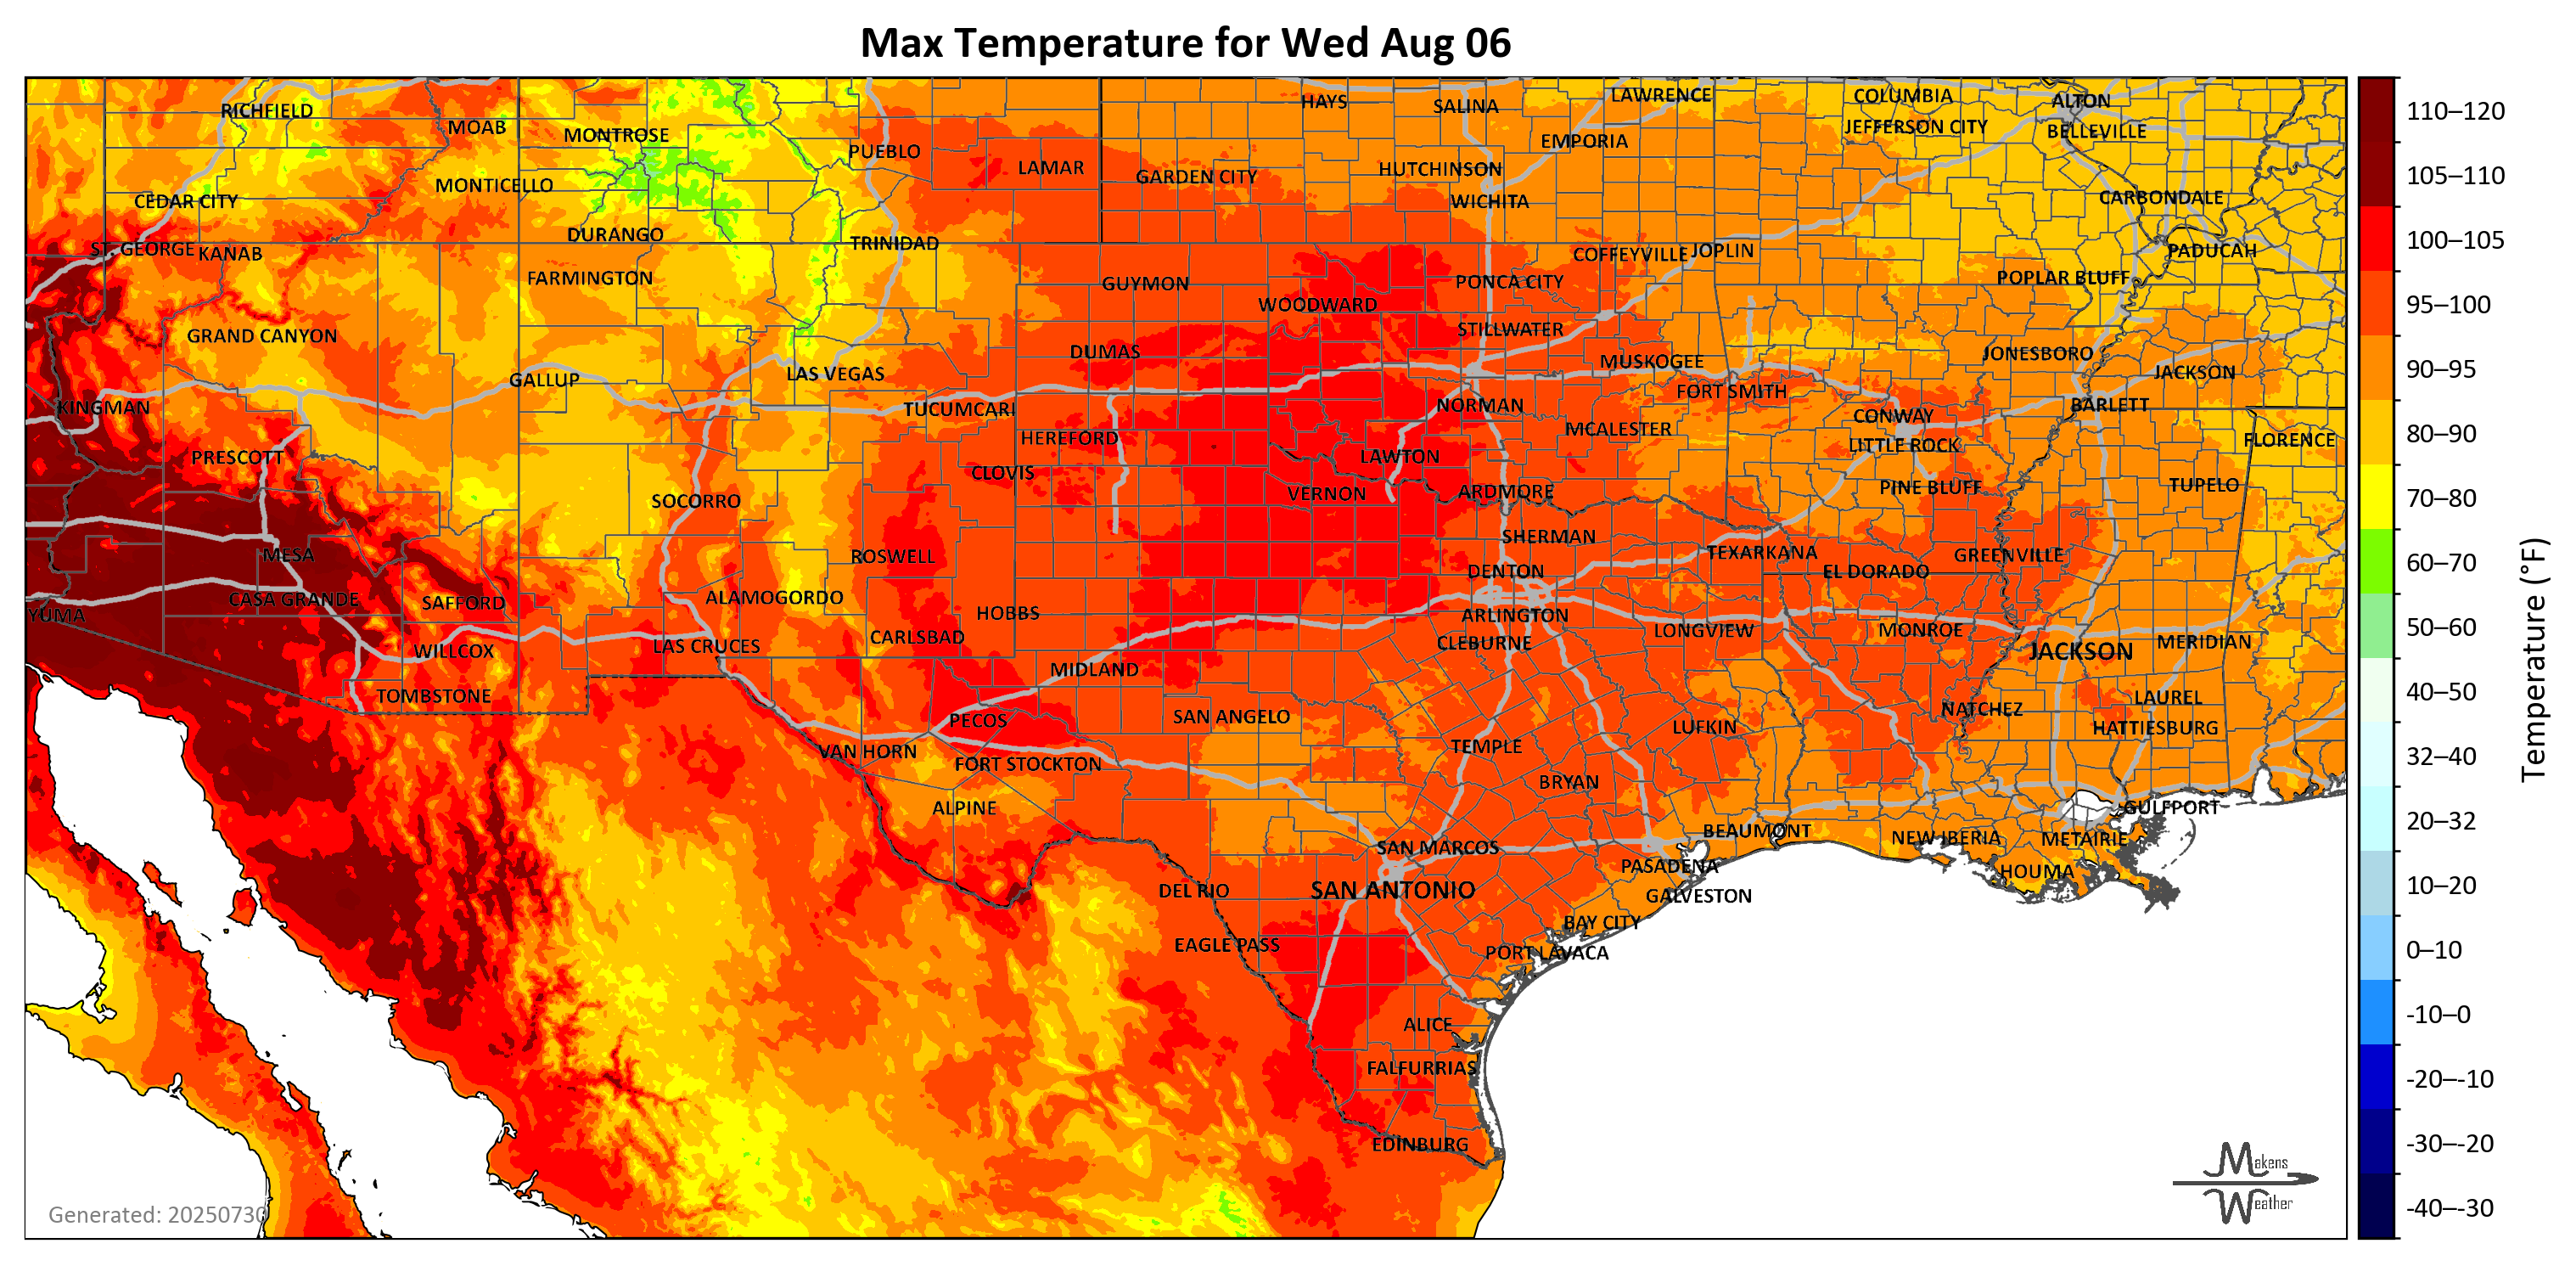 Max Temperature for Wed Aug 06
RICHFIELD
MOAB
MONTROSE
PUEBLO
LAMAR
HAYS
SALINA
LAWRENCE
COLUMBIA
ALTON
JEFFERSON CITY
BELLEVILLE
EMPORIA
GARDEN CITY
HUTCHINSON
WICHITA
CEDAR CITY
MONTICELLO
CARBONDALE
ST. GEORGE
KANAB
DURANGO
TRINIDAD
COFFEYVILLE
JOPLIN
PADUCAH
FARMINGTON
GUYMON
WOODWARD
PONCA CITY
POPLAR BLUFF
GRAND CANYON
DUMAS
STILLWATER
MUSKOGEE
JONESBORO
JACKSON
GALLUP
LAS VEGAS
FORT SMITH
KINGMAN
TUCUMCARI
NORMAN
CONWAY
BARLETT
PRESCOTT
HEREFORD
MCALESTER
LITTLE ROCK
FLORENCE
CLOVIS
LAWTON
SOCORRO
VERNON
ARDMORE
PINE BLUFF
TUPELO
MESA
ROSWELL
SHERMAN
TEXARKANA
GREENVILLE
DENTON
EL DORADO
YUMA
CASA GRANDE
SAFFORD
ALAMOGORDO
HOBBS
ARLINGTON
WILLCOX
LAS CRUCES
CARLSBAD
CLEBURNE
LONGVIEW
MONROE
JACKSON
MERIDIAN
MIDLAND
TOMBSTONE
PECOS
SAN ANGELO
LUFKIN
NATCHEZ
LAUREL
HATTIESBURG
VAN HORN
FORT STOCKTON
TEMPLE
BRYAN
ALPINE
GULFPORT
SAN MARCOS
BEAUMONT
NEW IBERIA
METAIRIE
DEL RIO
SAN ANTONIO
PASADENA
GALVESTON
HOUMA
EAGLE PASS
BAY CITY
PORT LAVACA
ALICE
FALFURRIAS
EDINBURG
Generated: 20250730
Makens
Weather
110–120
105–110
100–105
95–100
90–95
80–90
70–80
60–70
50–60
40–50
32–40
20–32
10–20
0–10
-10–0
-20–-10
-30–-20
-40–-30
Temperature (°F)